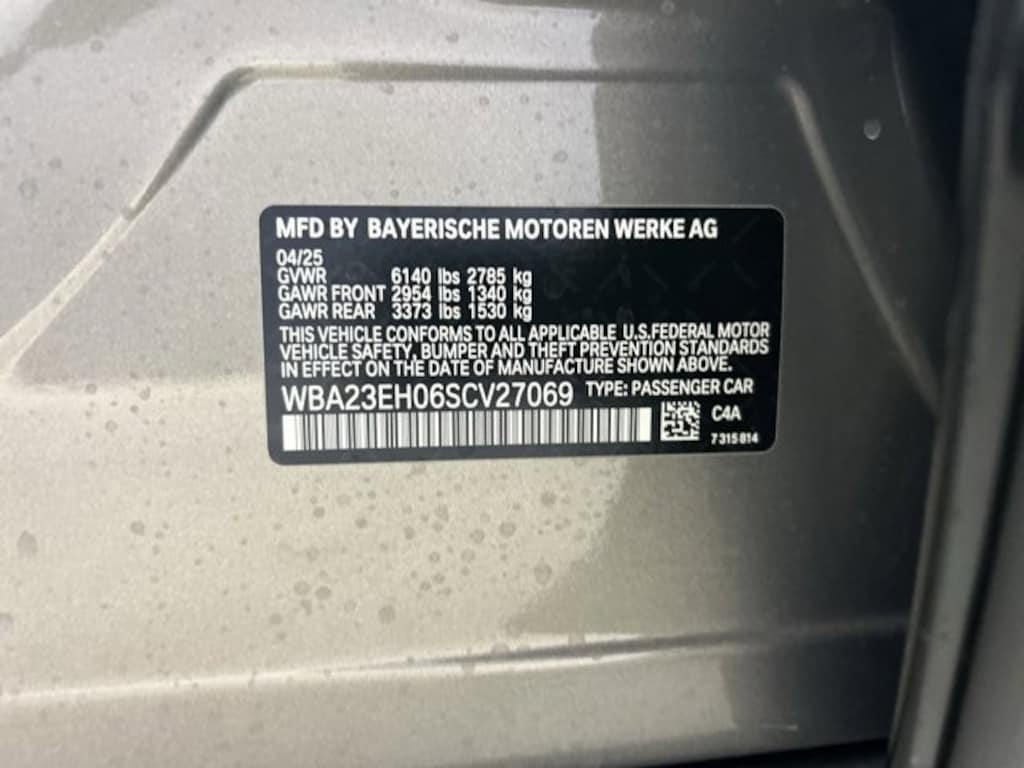 MFD BY BAYERISCHE MOTOREN WERKE AG
04/25
GVWR 6140 lbs 2785 kg
GAWR FRONT 2954 lbs 1340 kg
GAWR REAR 3373 lbs 1530 kg
THIS VEHICLE CONFORMS TO ALL APPLICABLE U.S.FEDERAL MOTOR
VEHICLE SAFETY, BUMPER AND THEFT PREVENTION STANDARDS
IN EFFECT ON THE DATE OF MANUFACTURE SHOWN ABOVE.
WBA23EH06SCV27069 TYPE: PASSENGER CAR
C4A
7315814